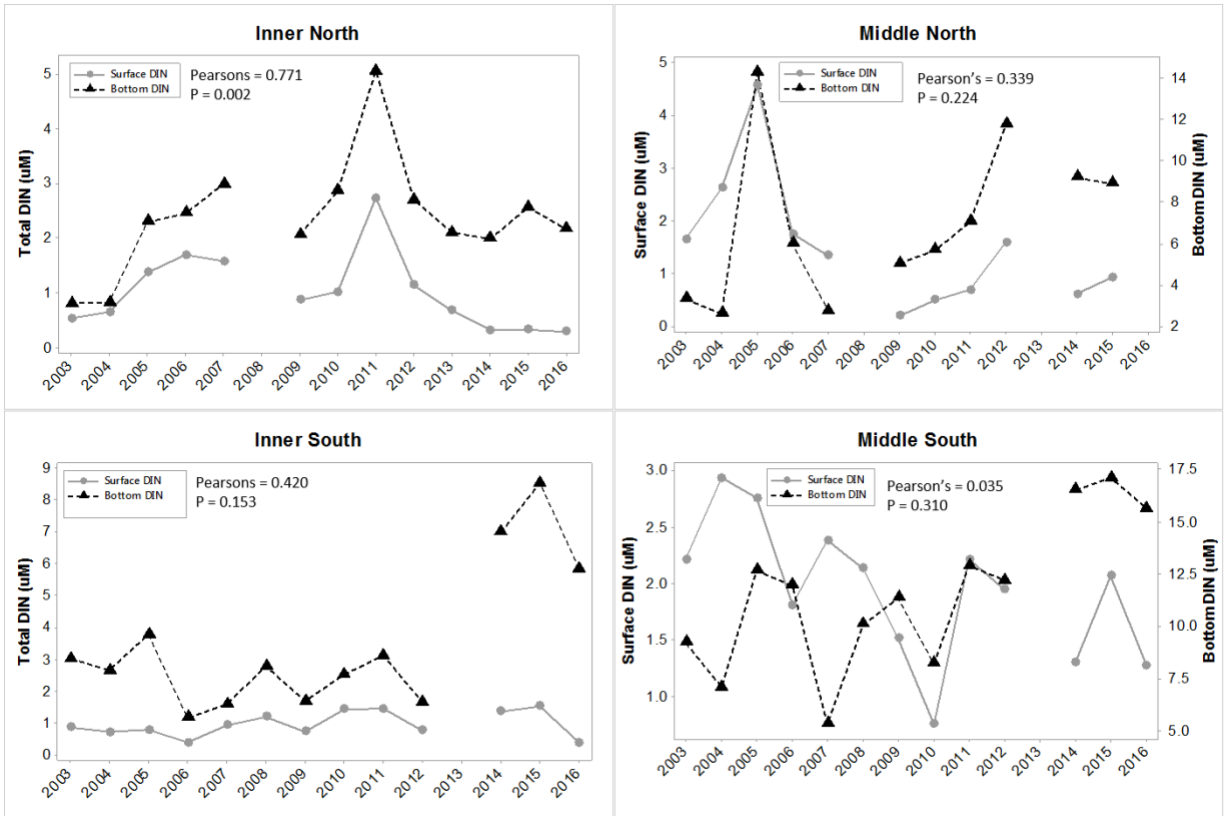 Inner North
Surface DIN
Bottom DIN
Pearsons = 0.771
P = 0.002
Total DIN (uM)
5
4
3
2
1
0
2003 2004 2005 2006 2007 2008 2009 2010 2011 2012 2013 2014 2015 2016
Middle North
Surface DIN
Bottom DIN
Pearson's = 0.339
P = 0.224
Surface DIN (uM)
5
4
3
2
1
0
Bottom DIN (uM)
14
12
10
8
6
4
2
2003 2004 2005 2006 2007 2008 2009 2010 2011 2012 2013 2014 2015 2016
Inner South
Surface DIN
Bottom DIN
Pearsons = 0.420
P = 0.153
Total DIN (uM)
9
8
7
6
5
4
3
2
1
0
2003 2004 2005 2006 2007 2008 2009 2010 2011 2012 2013 2014 2015 2016
Middle South
Surface DIN
Bottom DIN
Pearson's = 0.035
P = 0.310
Surface DIN (uM)
3.0
2.5
2.0
1.5
1.0
Bottom DIN (uM)
17.5
15.0
12.5
10.0
7.5
5.0
2003 2004 2005 2006 2007 2008 2009 2010 2011 2012 2013 2014 2015 2016